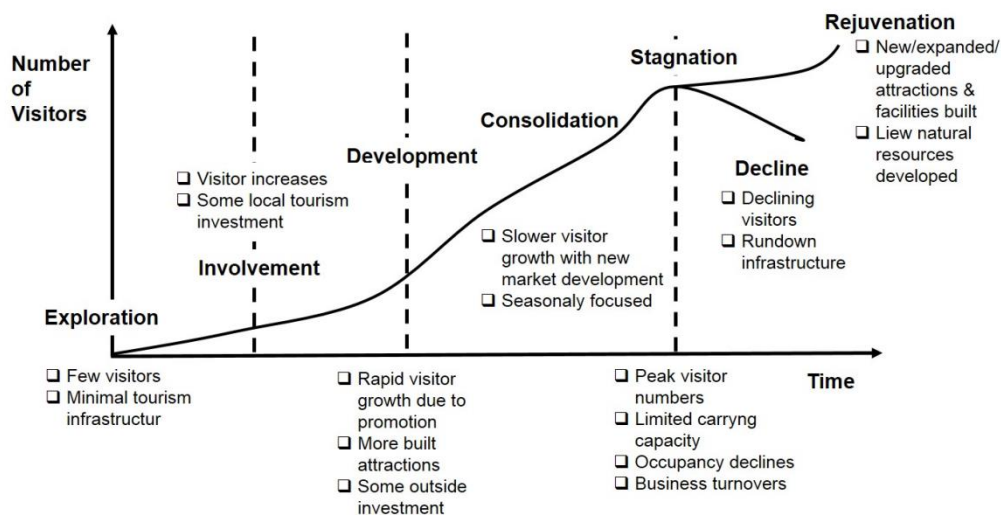 Number
of
Visitors
Exploration
❑ Few visitors
❑ Minimal tourism
infrastructur
❑ Visitor increases
❑ Some local tourism
investment
Involvement
Development
❑ Rapid visitor
growth due to
promotion
❑ More built
attractions
❑ Some outside
investment
Consolidation
❑ Slower visitor
growth with new
market development
❑ Seasonaly focused
Stagnation
❑ Peak visitor
numbers
❑ Limited carryng
capacity
❑ Occupancy declines
❑ Business turnovers
Decline
❑ Declining
visitors
❑ Rundown
infrastructure
Rejuvenation
❑ New/expanded/
upgraded
attractions &
facilities built
❑ Liew natural
resources
developed
Time